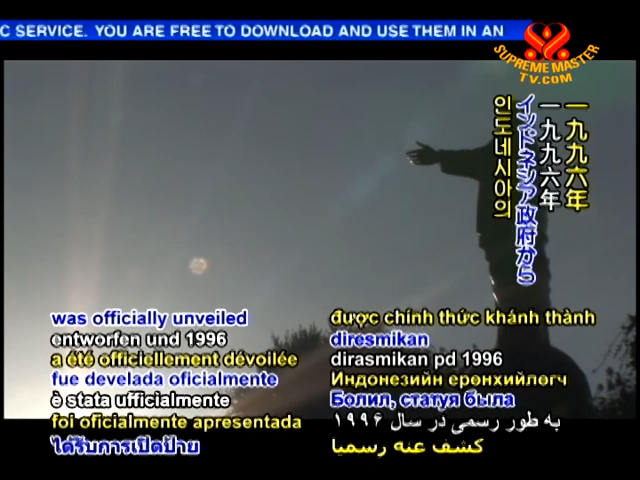 C SERVICE. YOU ARE FREE TO DOWNLOAD AND USE THEM IN AN
SUPREME MASTER
TV.COM
一九九六年
一九九六年
インドネシア政府から
인도네시아의
was officially unveiled
entworfen und 1996
a été officiellement dévoilée
fue develada oficialmente
è stata ufficialmente
foi oficialmente apresentada
ได้รับการเปิดป้าย
được chính thức khánh thành
diresmikan
dirasmikan pd 1996
Индонезийн ерөнхийлөгч
Болил, статуя была
به طور رسمی در سال ۱۹۹۶
كشف عنه رسميا